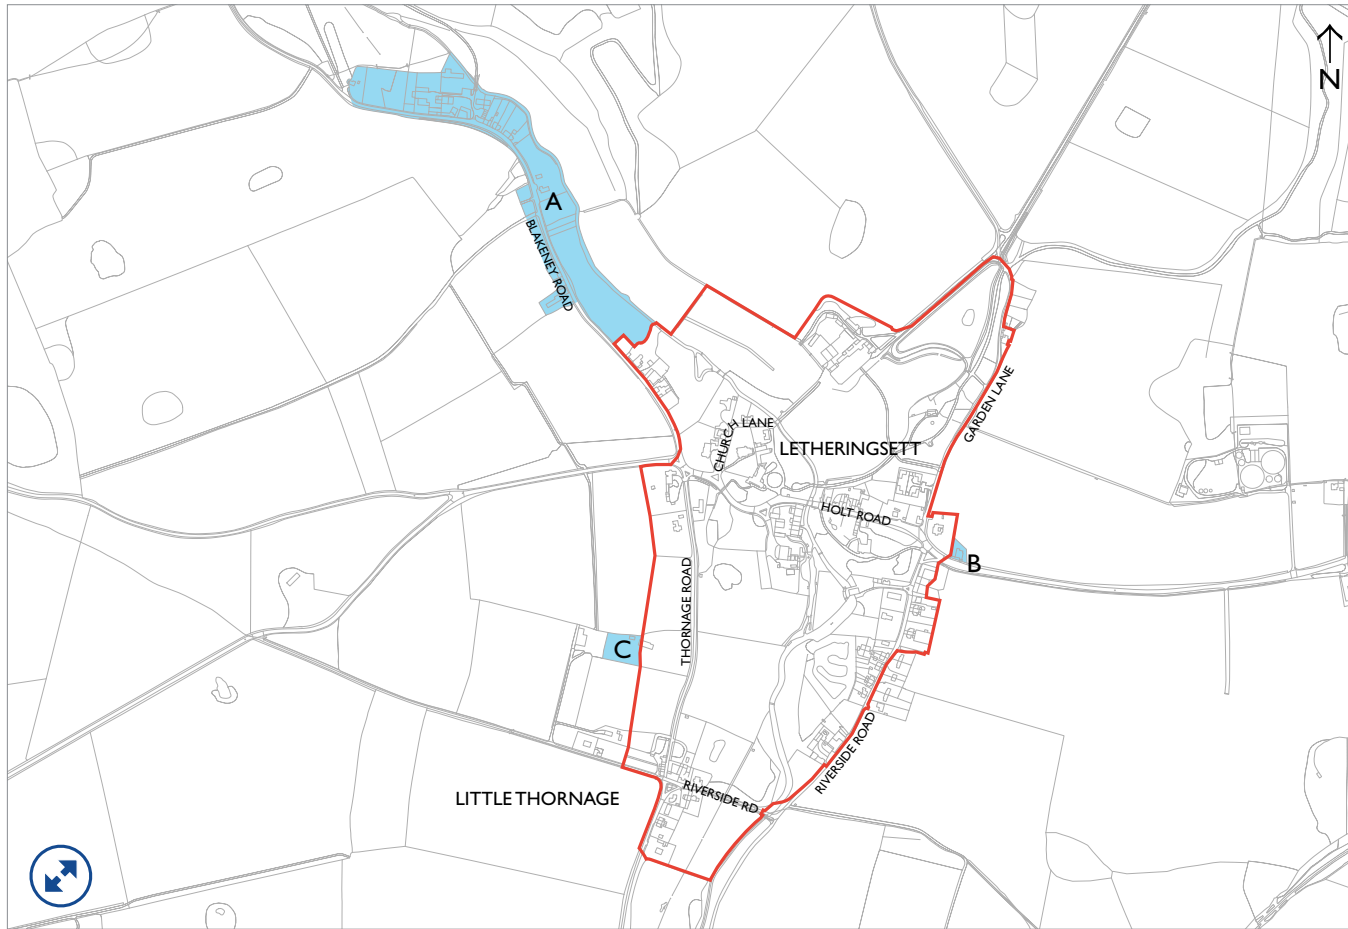 N
A
BLAKENEY ROAD
GARDEN LANE
CHURCH LANE
LETHERINGSETT
HOLT ROAD
B
THORNAGE ROAD
C
RIVERSIDE ROAD
RIVERSIDE RD
LITTLE THORNAGE